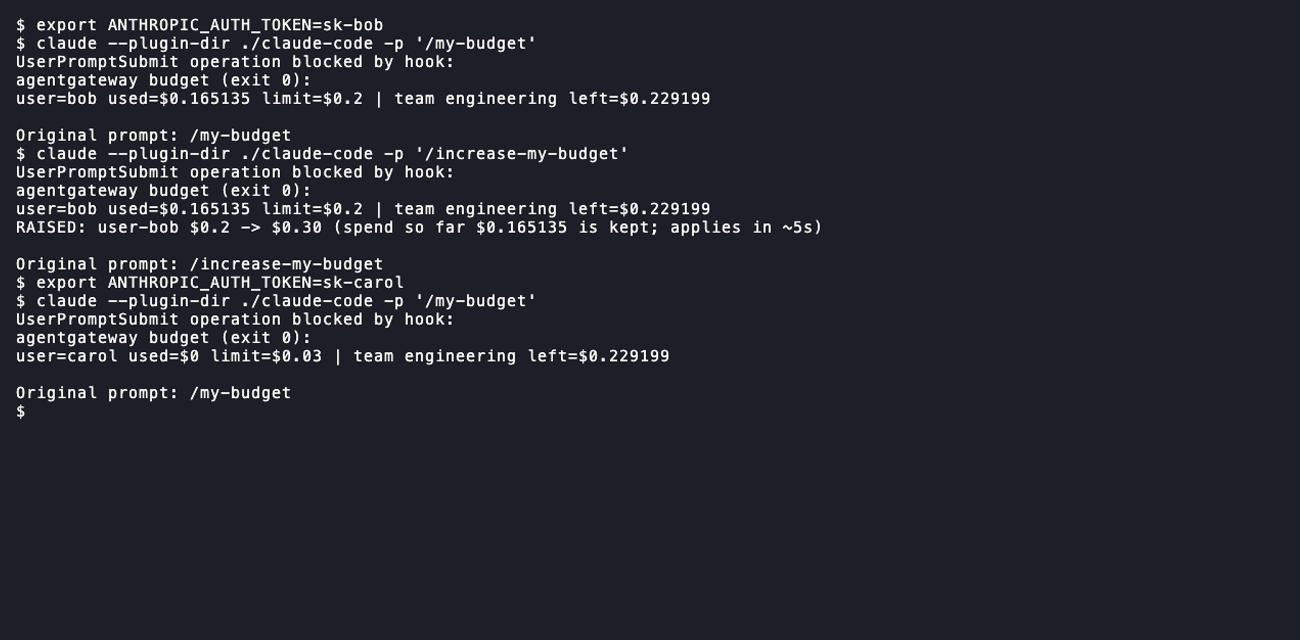 $ export ANTHROPIC_AUTH_TOKEN=sk-bob
$ claude --plugin-dir ./claude-code -p '/my-budget'
UserPromptSubmit operation blocked by hook:
agentgateway budget (exit 0):
user=bob used=$0.165135 limit=$0.2 | team engineering left=$0.229199
Original prompt: /my-budget
$ claude --plugin-dir ./claude-code -p '/increase-my-budget'
UserPromptSubmit operation blocked by hook:
agentgateway budget (exit 0):
user=bob used=$0.165135 limit=$0.2 | team engineering left=$0.229199
RAISED: user-bob $0.2 -> $0.30 (spend so far $0.165135 is kept; applies in ~5s)
Original prompt: /increase-my-budget
$ export ANTHROPIC_AUTH_TOKEN=sk-carol
$ claude --plugin-dir ./claude-code -p '/my-budget'
UserPromptSubmit operation blocked by hook:
agentgateway budget (exit 0):
user=carol used=$0 limit=$0.03 | team engineering left=$0.229199
Original prompt: /my-budget
$